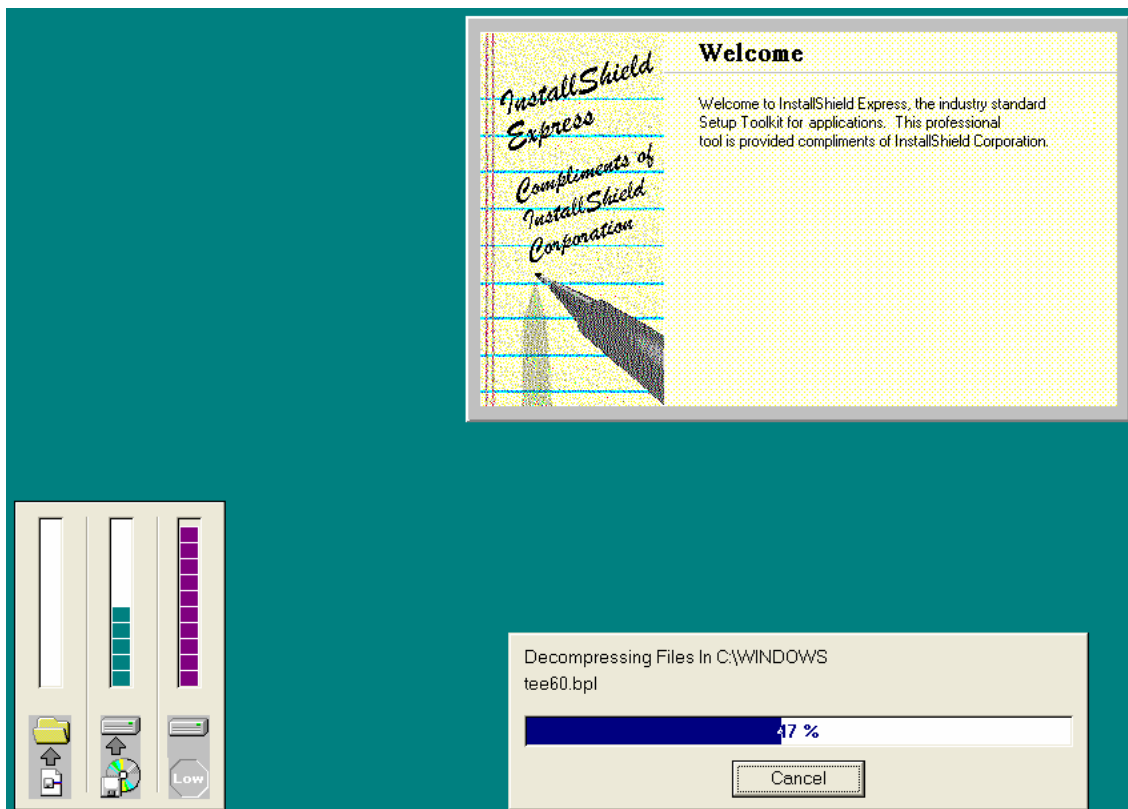 InstallShield
Express
Compliments of
InstallShield
Corporation
Welcome
Welcome to InstallShield Express, the industry standard
Setup Toolkit for applications.  This professional
tool is provided compliments of InstallShield Corporation.
Low
Decompressing Files In C:\WINDOWS
tee60.bpl
47 %
Cancel